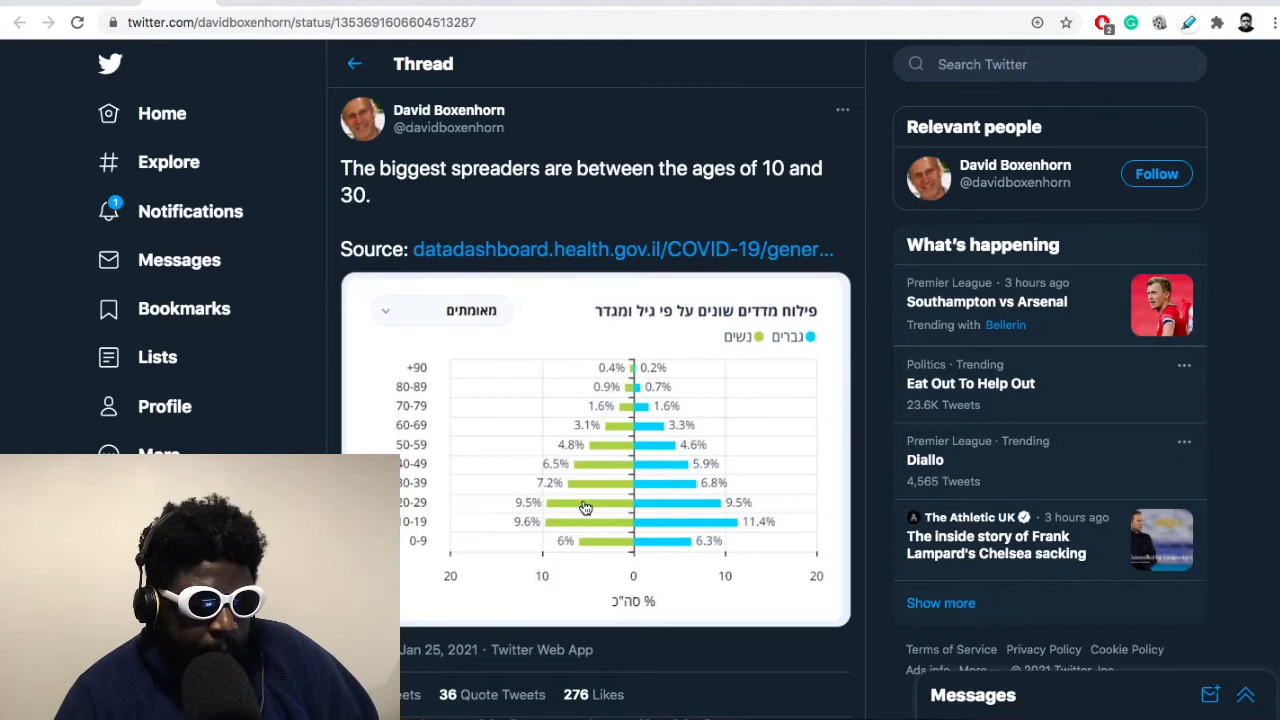 twitter.com/davidboxenhorn/status/1353691606604513287
2
Home
Explore
1
Notifications
Messages
Bookmarks
Lists
Profile
Thread
David Boxenhorn
@davidboxenhorn
The biggest spreaders are between the ages of 10 and
30.
Source: datadashboard.health.gov.il/COVID-19/gener...
פילוח מדדים שונים על פי גיל ומגדר
מאומתים
גברים נשים
+90 0.4% 0.2%
80-89 0.9% 0.7%
70-79 1.6% 1.6%
60-69 3.1% 3.3%
50-59 4.8% 4.6%
40-49 6.5% 5.9%
30-39 7.2% 6.8%
20-29 9.5% 9.5%
10-19 9.6% 11.4%
0-9 6% 6.3%
20 10 0 10 20
% סה"כ
Jan 25, 2021 · Twitter Web App
36 Quote Tweets 276 Likes
Search Twitter
Relevant people
David Boxenhorn
@davidboxenhorn
Follow
What's happening
Premier League · 3 hours ago
Southampton vs Arsenal
Trending with Bellerin
Politics · Trending
Eat Out To Help Out
23.6K Tweets
Premier League · Trending
Diallo
4,565 Tweets
The Athletic UK · 3 hours ago
The inside story of Frank
Lampard's Chelsea sacking
Show more
Terms of Service Privacy Policy Cookie Policy
Ads info More ··· © 2021 Twitter, Inc.
Messages